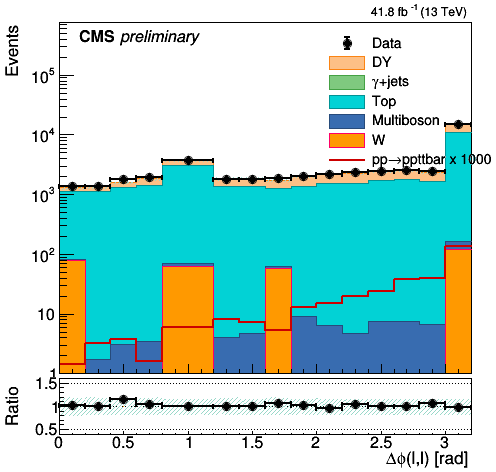 41.8 fb⁻¹ (13 TeV)
CMS preliminary
Events
10⁵
10⁴
10³
10²
10
1
Data
DY
γ+jets
Top
Multiboson
W
pp→ppttbar x 1000
Ratio
1.5
1
0.5
0 0.5 1 1.5 2 2.5 3
Δϕ(l,l) [rad]